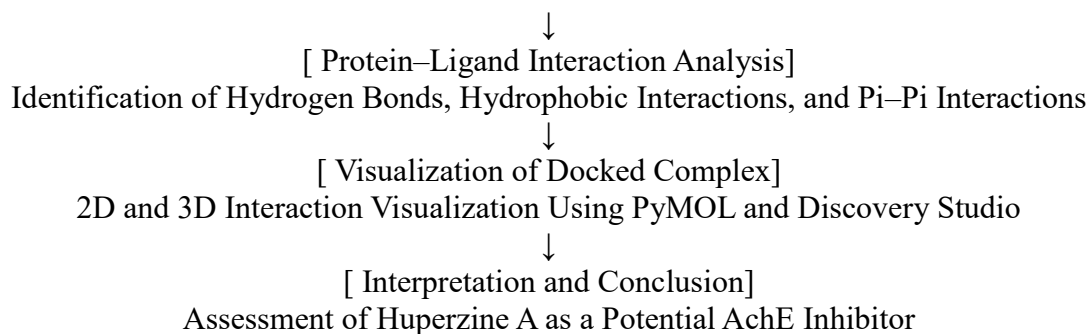 ↓
[ Protein–Ligand Interaction Analysis]
Identification of Hydrogen Bonds, Hydrophobic Interactions, and Pi–Pi Interactions
↓
[ Visualization of Docked Complex]
2D and 3D Interaction Visualization Using PyMOL and Discovery Studio
↓
[ Interpretation and Conclusion]
Assessment of Huperzine A as a Potential AchE Inhibitor